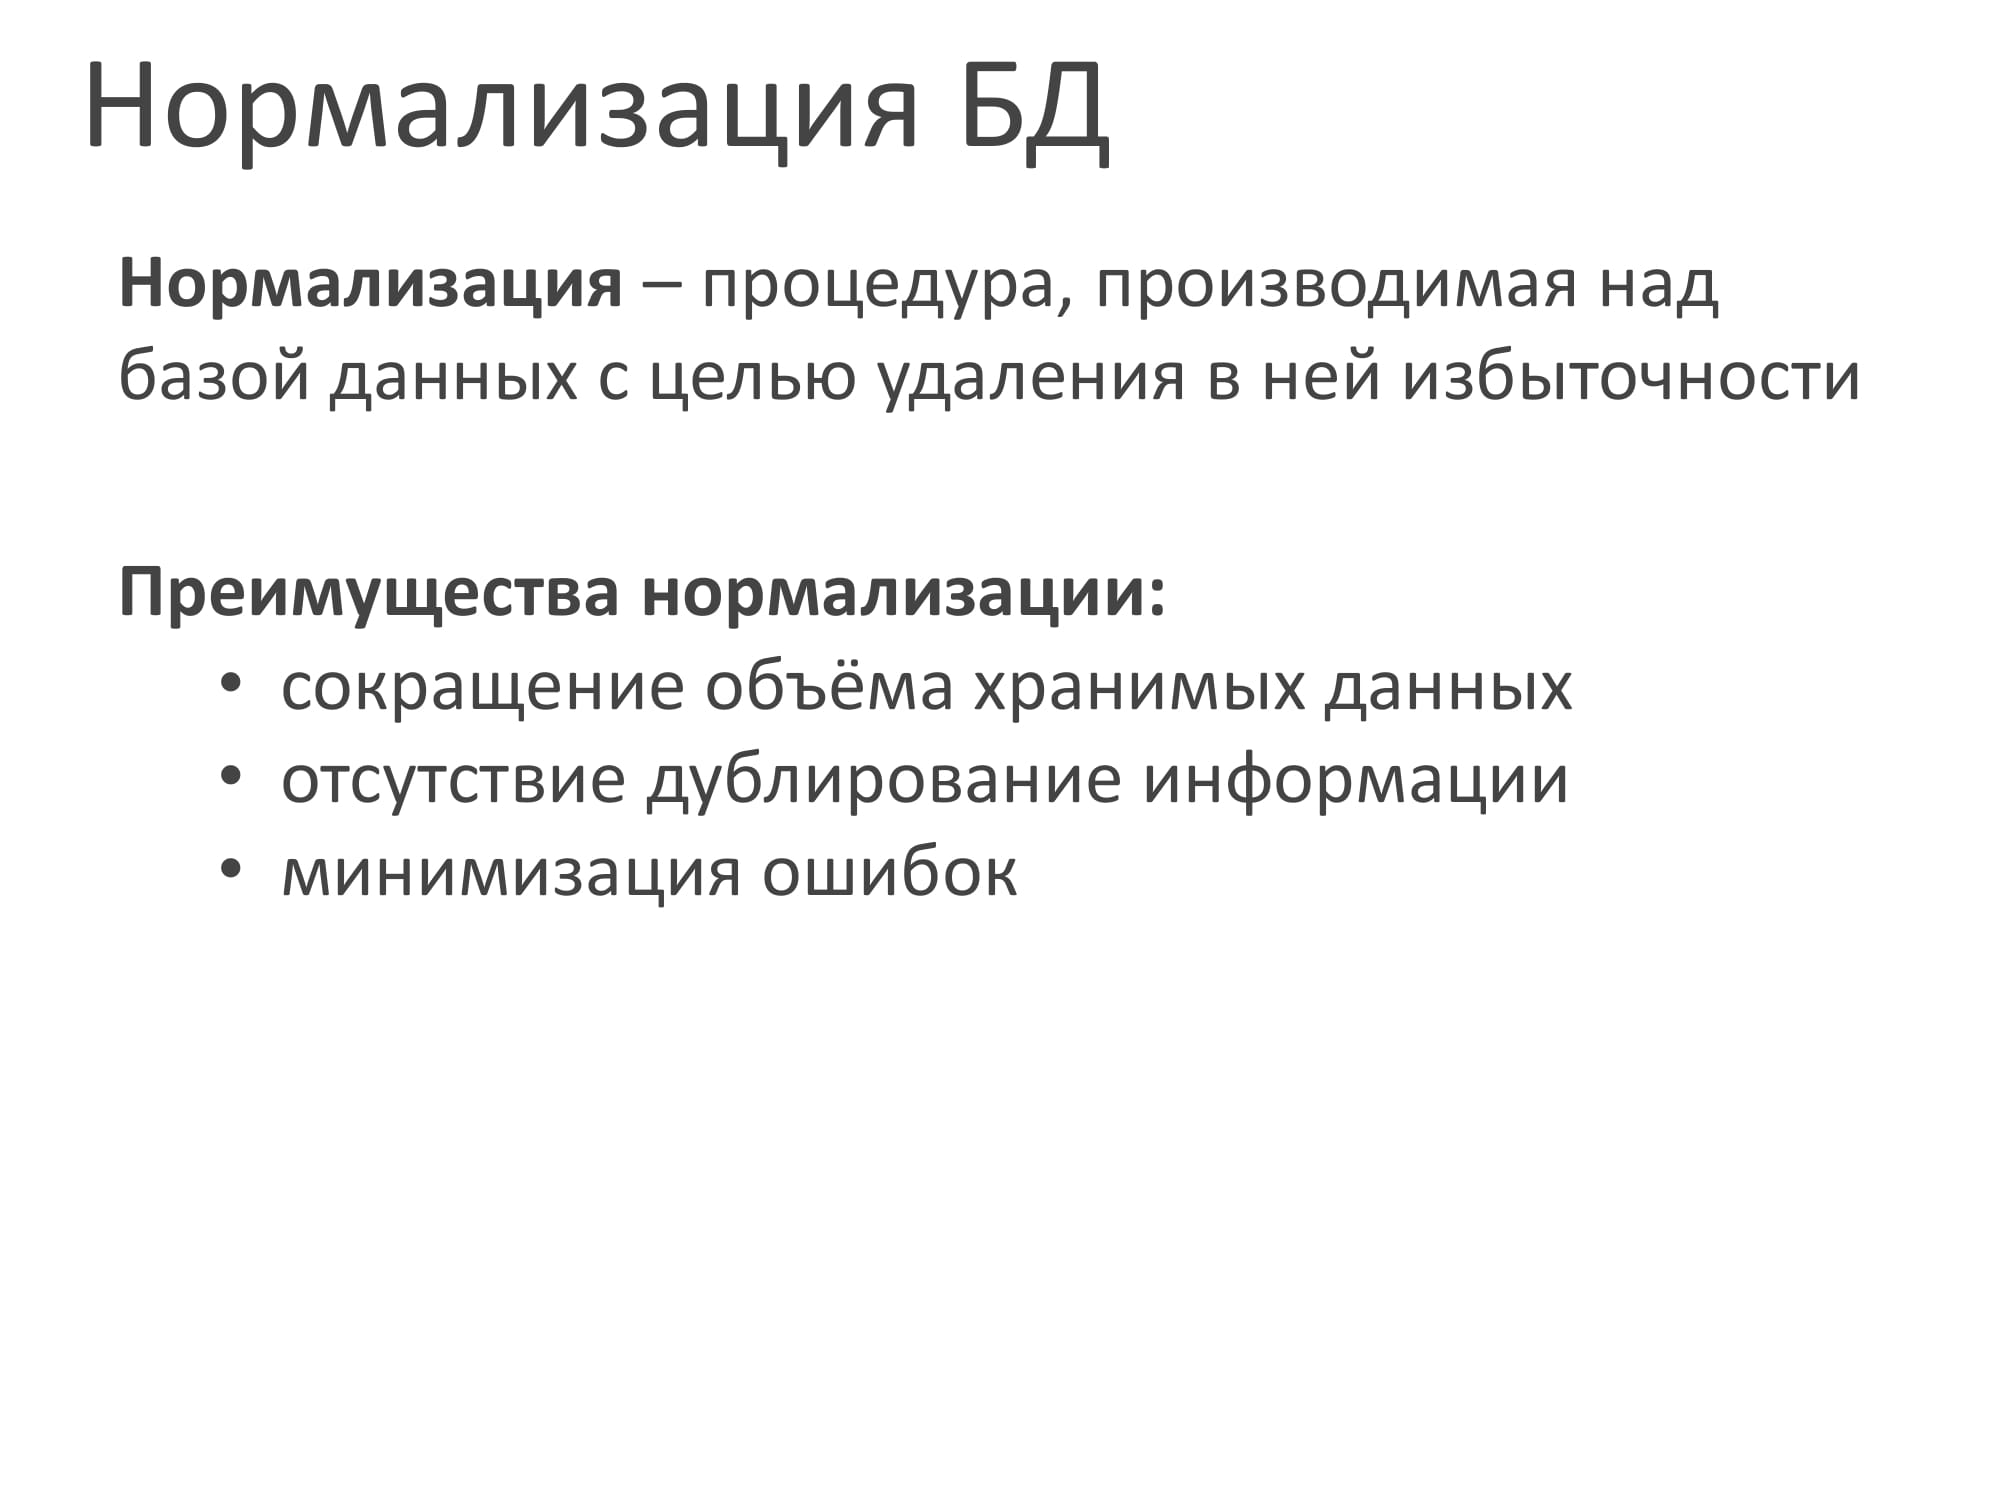 Нормализация БД
Нормализация – процедура, производимая над
базой данных с целью удаления в ней избыточности
Преимущества нормализации:
• сокращение объёма хранимых данных
• отсутствие дублирование информации
• минимизация ошибок